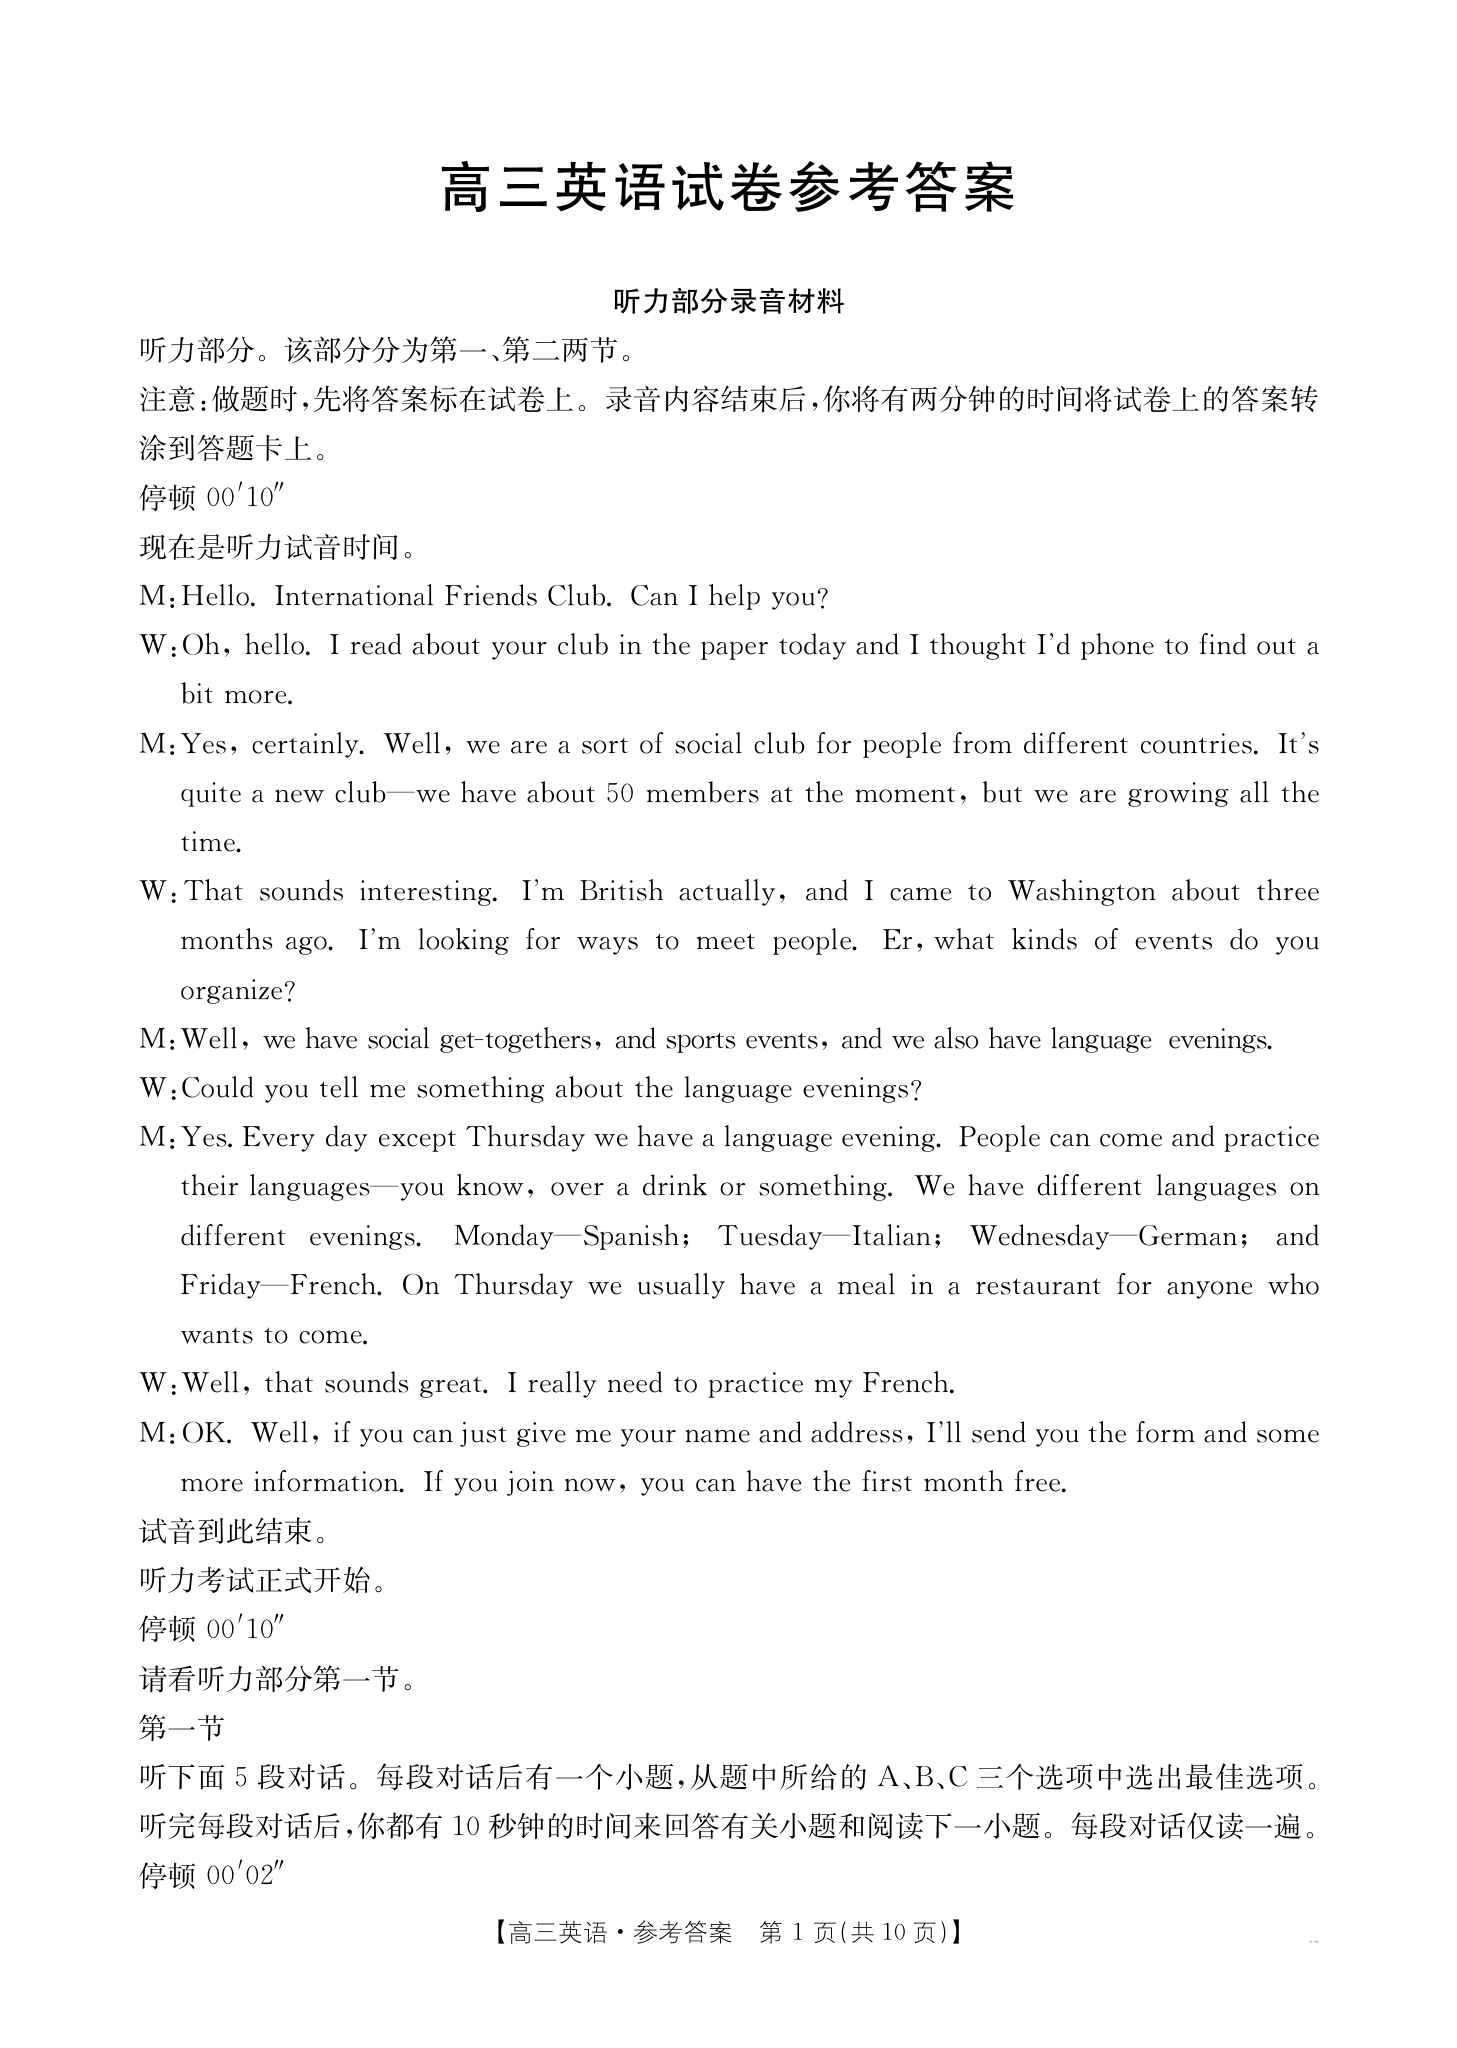 高三英语试卷参考答案
听力部分录音材料
听力部分。该部分分为第一、第二两节。
注意:做题时,先将答案标在试卷上。录音内容结束后,你将有两分钟的时间将试卷上的答案转
涂到答题卡上。
停顿 00′10″
现在是听力试音时间。
M:Hello. International Friends Club. Can I help you?
W:Oh, hello. I read about your club in the paper today and I thought I'd phone to find out a
bit more.
M:Yes, certainly. Well, we are a sort of social club for people from different countries. It's
quite a new club—we have about 50 members at the moment, but we are growing all the
time.
W:That sounds interesting. I'm British actually, and I came to Washington about three
months ago. I'm looking for ways to meet people. Er, what kinds of events do you
organize?
M:Well, we have social get-togethers, and sports events, and we also have language evenings.
W:Could you tell me something about the language evenings?
M:Yes. Every day except Thursday we have a language evening. People can come and practice
their languages—you know, over a drink or something. We have different languages on
different evenings. Monday—Spanish; Tuesday—Italian; Wednesday—German; and
Friday—French. On Thursday we usually have a meal in a restaurant for anyone who
wants to come.
W:Well, that sounds great. I really need to practice my French.
M:OK. Well, if you can just give me your name and address, I'll send you the form and some
more information. If you join now, you can have the first month free.
试音到此结束。
听力考试正式开始。
停顿 00′10″
请看听力部分第一节。
第一节
听下面 5 段对话。每段对话后有一个小题,从题中所给的 A、B、C 三个选项中选出最佳选项。
听完每段对话后,你都有 10 秒钟的时间来回答有关小题和阅读下一小题。每段对话仅读一遍。
停顿 00′02″
【高三英语·参考答案 第 1 页(共 10 页)】